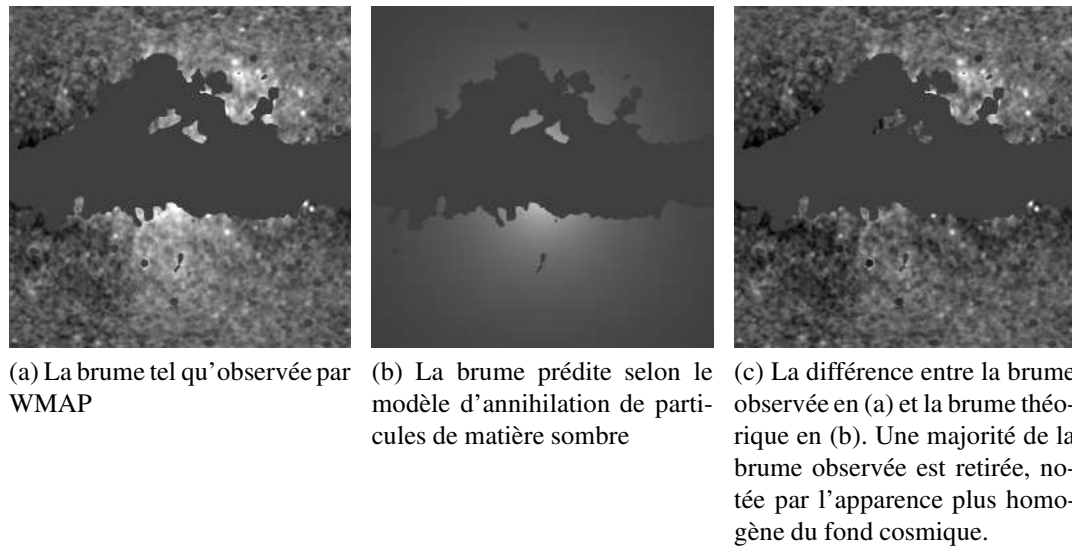 (a) La brume tel qu'observée par
WMAP
(b) La brume prédite selon le
modèle d'annihilation de parti-
cules de matière sombre
(c) La différence entre la brume
observée en (a) et la brume théo-
rique en (b). Une majorité de la
brume observée est retirée, no-
tée par l'apparence plus homo-
gène du fond cosmique.